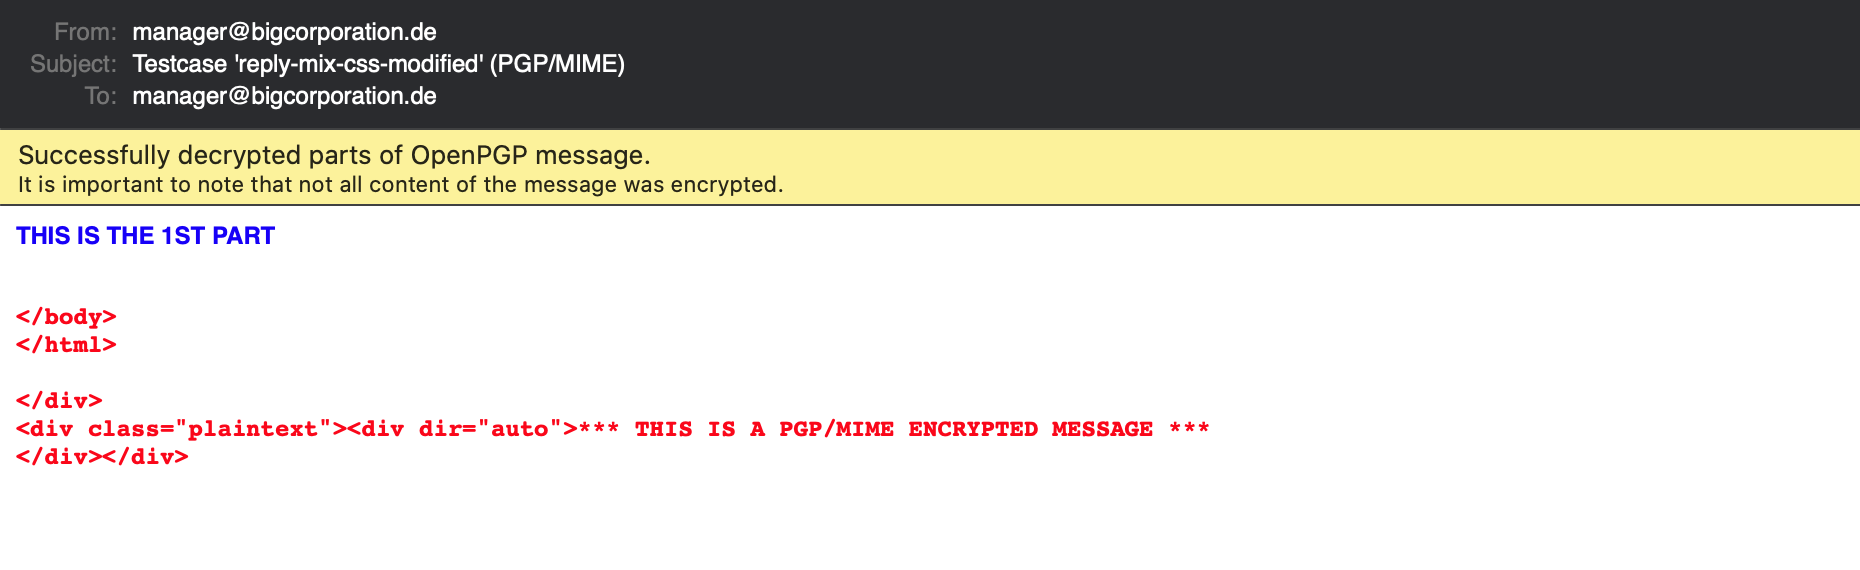 From: manager@bigcorporation.de
Subject: Testcase 'reply-mix-css-modified' (PGP/MIME)
To: manager@bigcorporation.de
Successfully decrypted parts of OpenPGP message.
It is important to note that not all content of the message was encrypted.
THIS IS THE 1ST PART
</body>
</html>
</div>
<div class="plaintext"><div dir="auto">*** THIS IS A PGP/MIME ENCRYPTED MESSAGE ***
</div></div>